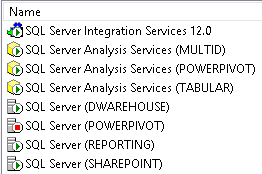 Name
SQL Server Integration Services 12.0
SQL Server Analysis Services (MULTID)
SQL Server Analysis Services (POWERPIVOT)
SQL Server Analysis Services (TABULAR)
SQL Server (DWAREHOUSE)
SQL Server (POWERPIVOT)
SQL Server (REPORTING)
SQL Server (SHAREPOINT)